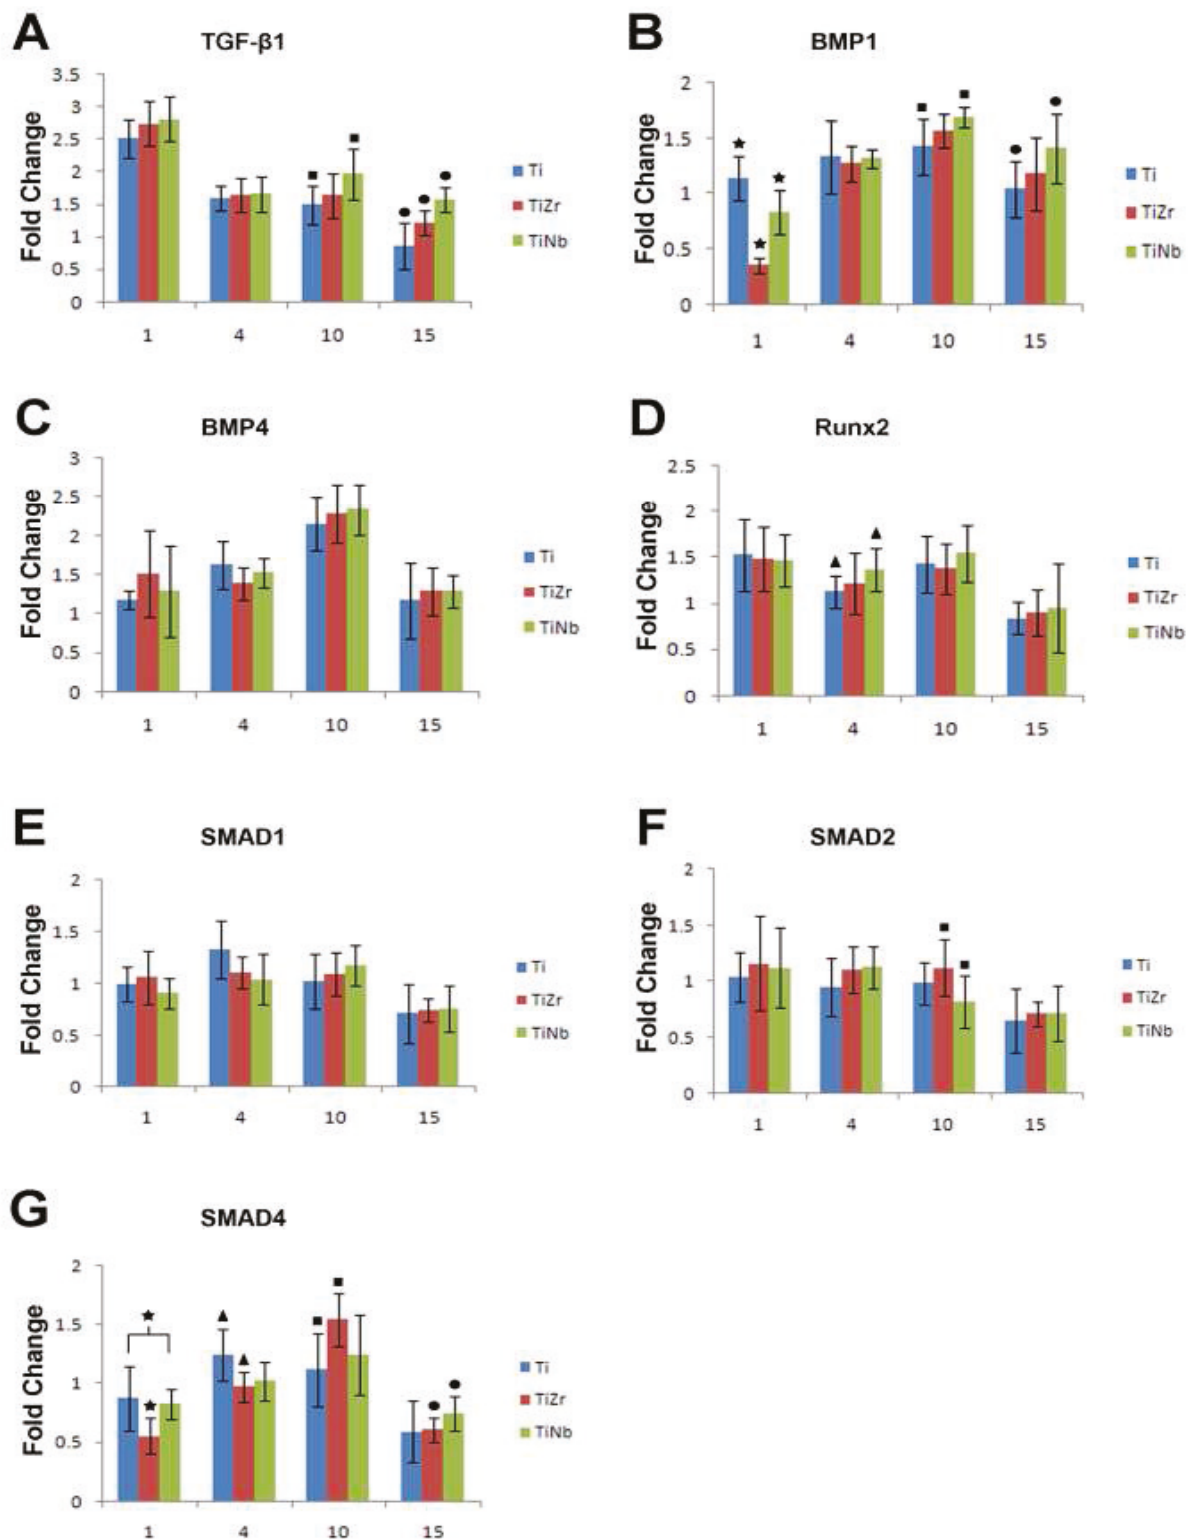 A
TGF-β1
Fold Change
3.5
3
2.5
2
1.5
1
0.5
0
1 4 10 15
Ti
TiZr
TiNb
B
BMP1
Fold Change
2
1.5
1
0.5
0
1 4 10 15
Ti
TiZr
TiNb
C
BMP4
Fold Change
3
2.5
2
1.5
1
0.5
0
1 4 10 15
Ti
TiZr
TiNb
D
Runx2
Fold Change
2.5
2
1.5
1
0.5
0
1 4 10 15
Ti
TiZr
TiNb
E
SMAD1
Fold Change
2
1.5
1
0.5
0
1 4 10 15
Ti
TiZr
TiNb
F
SMAD2
Fold Change
2
1.5
1
0.5
0
1 4 10 15
Ti
TiZr
TiNb
G
SMAD4
Fold Change
2
1.5
1
0.5
0
1 4 10 15
Ti
TiZr
TiNb